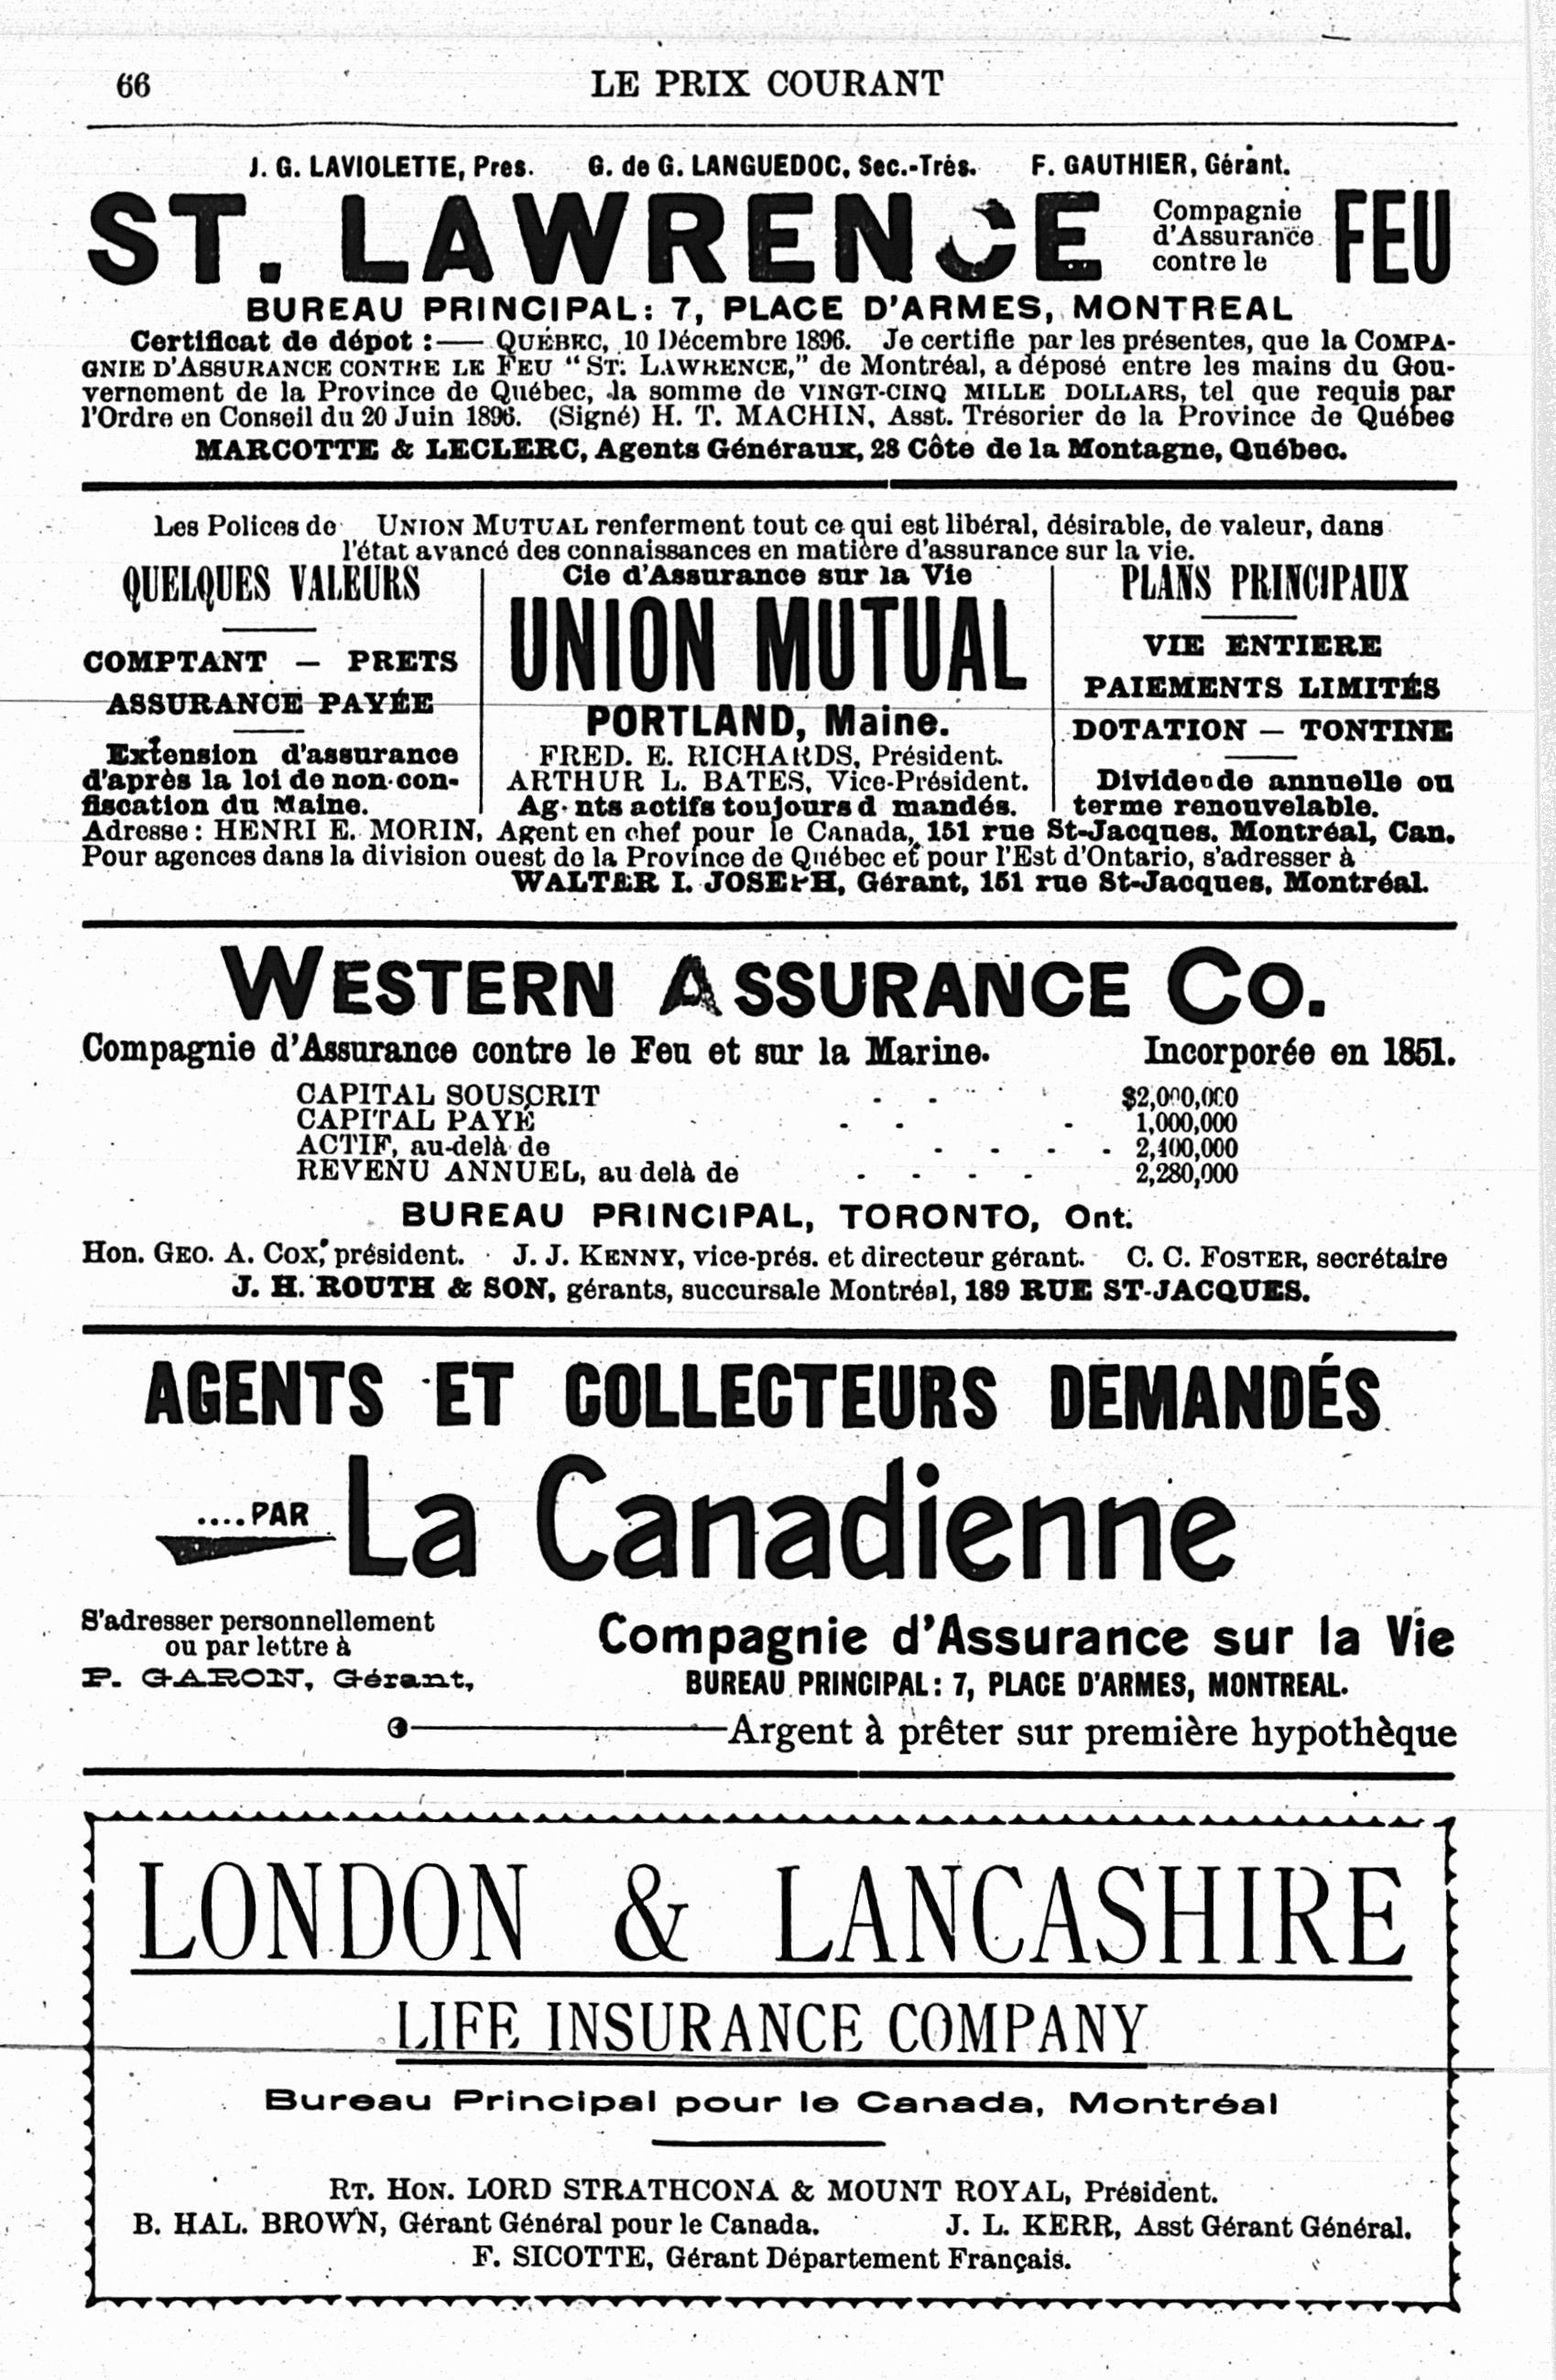 66
LE PRIX COURANT
J. G. LAVIOLETTE, Pres. G. de G. LANGUEDOC, Sec.-Trés. F. GAUTHIER, Gérant.
ST. LAWRENCE
Compagnie
d'Assurance
contre le
FEU
BUREAU PRINCIPAL: 7, PLACE D'ARMES, MONTREAL
Certificat de dépot :— QUÉBEC, 10 Décembre 1896. Je certifie par les présentes, que la COMPA-
GNIE D'ASSURANCE CONTRE LE FEU "ST. LAWRENCE," de Montréal, a déposé entre les mains du Gou-
vernement de la Province de Québec, la somme de VINGT-CINQ MILLE DOLLARS, tel que requis par
l'Ordre en Conseil du 20 Juin 1896. (Signé) H. T. MACHIN, Asst. Trésorier de la Province de Québec
MARCOTTE & LECLERC, Agents Généraux, 28 Côte de la Montagne, Québec.
Les Polices de UNION MUTUAL renferment tout ce qui est libéral, désirable, de valeur, dans
l'état avancé des connaissances en matière d'assurance sur la vie.
QUELQUES VALEURS
COMPTANT — PRETS
ASSURANCE PAYÉE
Extension d'assurance
d'après la loi de non-con-
fiscation du Maine.
Cie d'Assurance sur la Vie
UNION MUTUAL
PORTLAND, Maine.
FRED. E. RICHARDS, Président.
ARTHUR L. BATES, Vice-Président.
Ag nts actifs toujours d mandés.
PLANS PRINCIPAUX
VIE ENTIERE
PAIEMENTS LIMITÉS
DOTATION — TONTINE
Dividende annuelle ou
terme renouvelable.
Adresse: HENRI E. MORIN, Agent en chef pour le Canada, 151 rue St-Jacques, Montréal, Can.
Pour agences dans la division ouest de la Province de Québec et pour l'Est d'Ontario, s'adresser à
WALTER I. JOSEPH, Gérant, 151 rue St-Jacques, Montréal.
WESTERN ASSURANCE CO.
Compagnie d'Assurance contre le Feu et sur la Marine. Incorporée en 1851.
CAPITAL SOUSCRIT - - $2,000,000
CAPITAL PAYÉ - - - 1,000,000
ACTIF, au-delà de - - - - 2,400,000
REVENU ANNUEL, au delà de - - - - 2,280,000
BUREAU PRINCIPAL, TORONTO, Ont.
Hon. GEO. A. COX, président. J. J. KENNY, vice-prés. et directeur gérant. C. C. FOSTER, secrétaire
J. H. ROUTH & SON, gérants, succursale Montréal, 189 RUE ST-JACQUES.
AGENTS ET COLLECTEURS DEMANDÉS
....PAR La Canadienne
S'adresser personnellement
ou par lettre à
P. GARON, Gérant,
Compagnie d'Assurance sur la Vie
BUREAU PRINCIPAL: 7, PLACE D'ARMES, MONTREAL.
Argent à prêter sur première hypothèque
LONDON & LANCASHIRE
LIFE INSURANCE COMPANY
Bureau Principal pour le Canada, Montréal
RT. HON. LORD STRATHCONA & MOUNT ROYAL, Président.
B. HAL. BROWN, Gérant Général pour le Canada. J. L. KERR, Asst Gérant Général.
F. SICOTTE, Gérant Département Français.